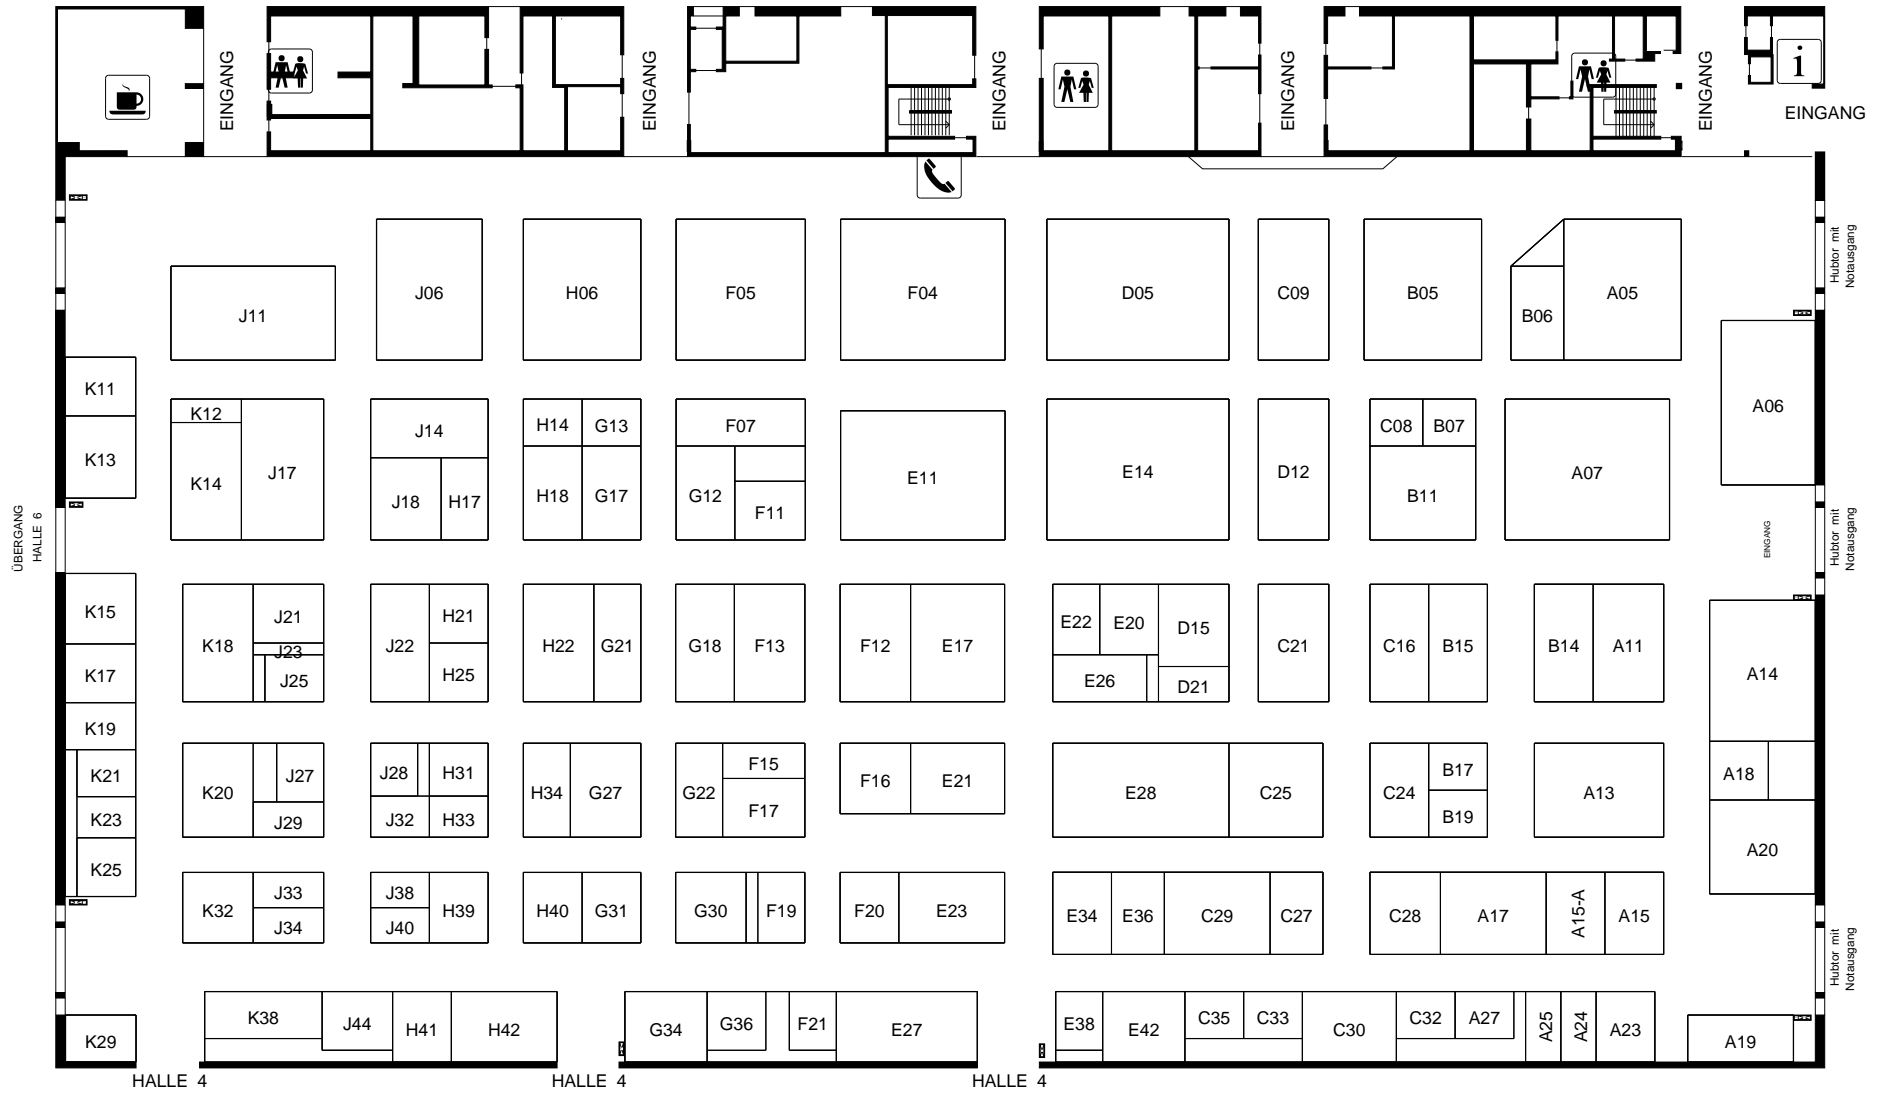 EINGANG
EINGANG
EINGANG
EINGANG
EINGANG
EINGANG
i
Hubtor mit
Notausgang
J11
J06
H06
F05
F04
D05
C09
B05
B06
A05
A06
K11
K13
K12
K14
J17
J14
J18
H17
H14
G13
H18
G17
F07
G12
F11
E11
E14
D12
C08
B07
B11
A07
ÜBERGANG
HALLE 6
EINGANG
Hubtor mit
Notausgang
K15
K17
K19
K21
K23
K25
K18
J21
J23
J25
J22
H21
H25
H22
G21
G18
F13
F12
E17
E22
E20
D15
E26
D21
C21
C16
B15
B14
A11
A14
A18
A20
K20
J27
J29
J28
H31
J32
H33
H34
G27
G22
F15
F17
F16
E21
E28
C25
C24
B17
B19
A13
K32
J33
J34
J38
J40
H39
H40
G31
G30
F19
F20
E23
E34
E36
C29
C27
C28
A17
A15-A
A15
Hubtor mit
Notausgang
K29
K38
J44
H41
H42
G34
G36
F21
E27
E38
E42
C35
C33
C30
C32
A27
A25
A24
A23
A19
HALLE 4
HALLE 4
HALLE 4